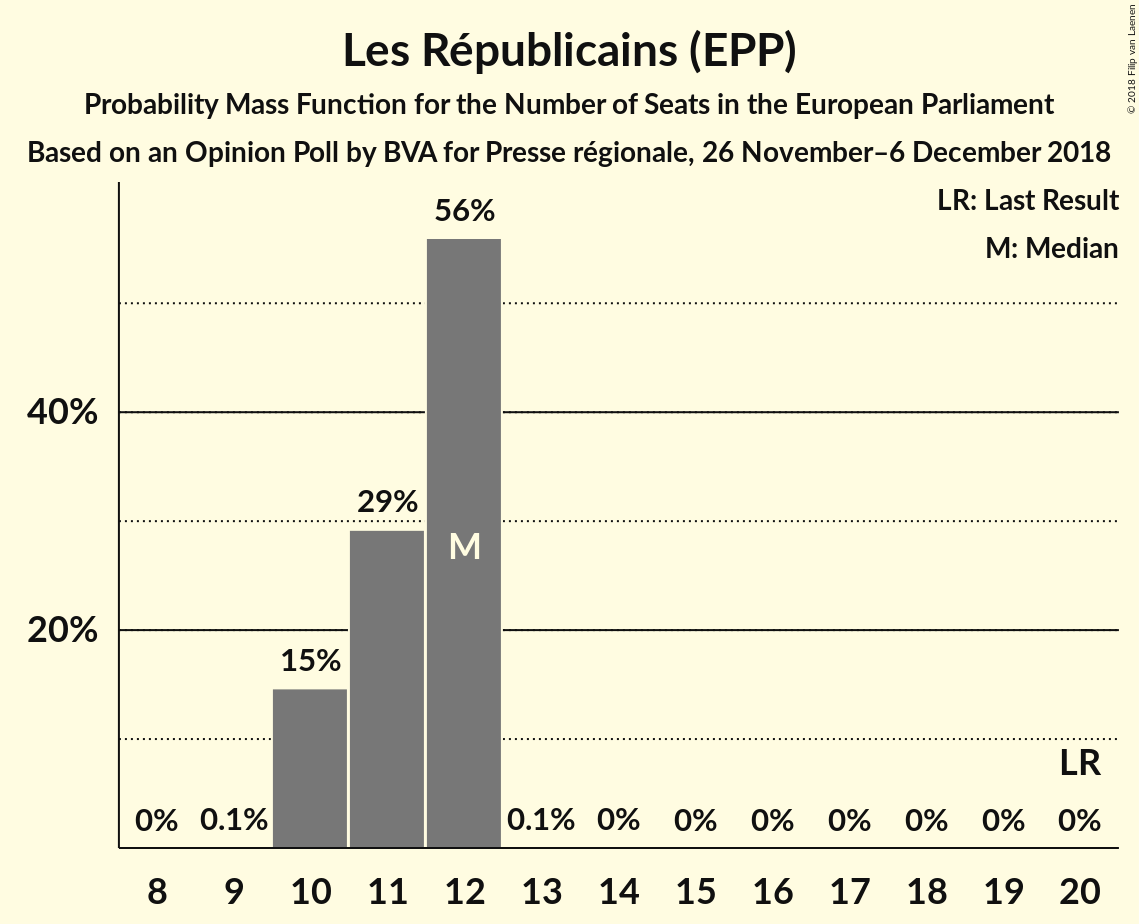 Les Républicains (EPP)
Probability Mass Function for the Number of Seats in the European Parliament
Based on an Opinion Poll by BVA for Presse régionale, 26 November–6 December 2018
© 2018 Filip van Laenen
LR: Last Result
M: Median
56%
40%
29%
M
20%
15%
LR
0% 0.1% 0.1% 0% 0% 0% 0% 0% 0% 0%
8 9 10 11 12 13 14 15 16 17 18 19 20